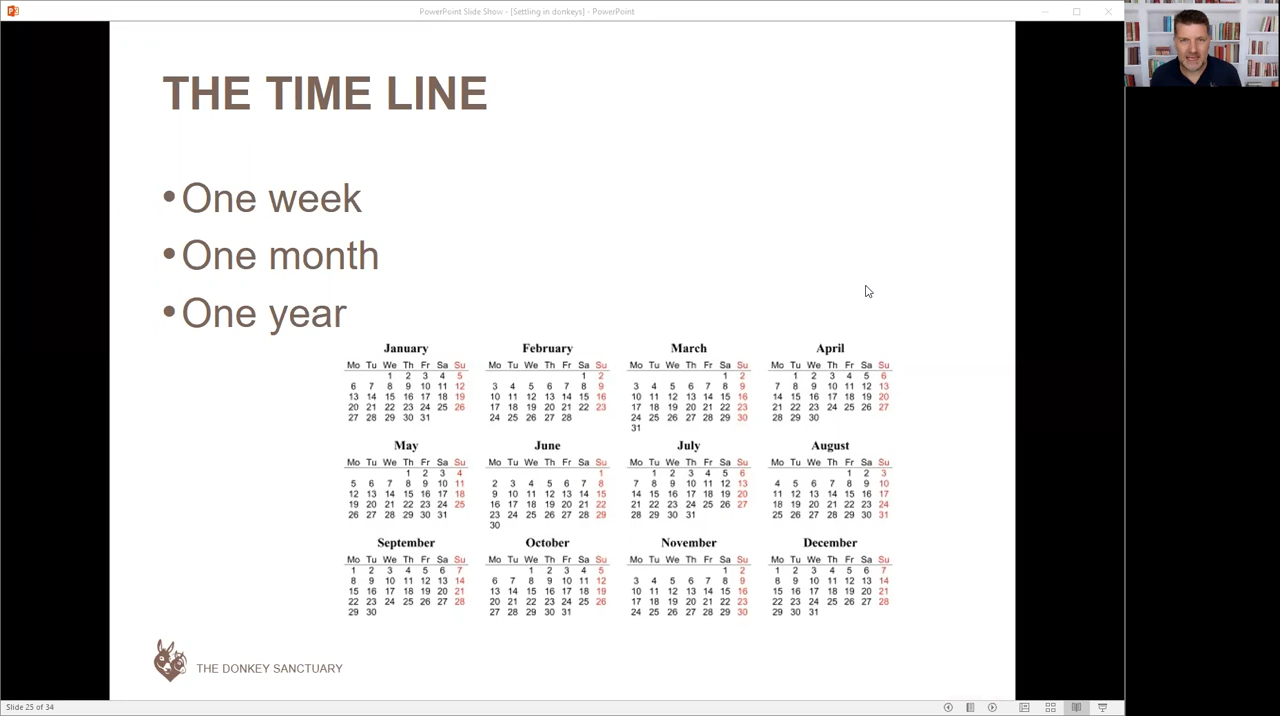 PowerPoint Slide Show - [Settling in donkeys] - PowerPoint
THE TIME LINE
•One week
•One month
•One year
January February March April
Mo Tu We Th Fr Sa Su Mo Tu We Th Fr Sa Su Mo Tu We Th Fr Sa Su Mo Tu We Th Fr Sa Su
1 2 3 4 5 1 2 1 2 1 2 3 4 5 6
6 7 8 9 10 11 12 3 4 5 6 7 8 9 3 4 5 6 7 8 9 7 8 9 10 11 12 13
13 14 15 16 17 18 19 10 11 12 13 14 15 16 10 11 12 13 14 15 16 14 15 16 17 18 19 20
20 21 22 23 24 25 26 17 18 19 20 21 22 23 17 18 19 20 21 22 23 21 22 23 24 25 26 27
27 28 29 30 31 24 25 26 27 28 24 25 26 27 28 29 30 28 29 30
31
May June July August
Mo Tu We Th Fr Sa Su Mo Tu We Th Fr Sa Su Mo Tu We Th Fr Sa Su Mo Tu We Th Fr Sa Su
1 2 3 4 1 1 2 3 4 5 6 1 2 3
5 6 7 8 9 10 11 2 3 4 5 6 7 8 7 8 9 10 11 12 13 4 5 6 7 8 9 10
12 13 14 15 16 17 18 9 10 11 12 13 14 15 14 15 16 17 18 19 20 11 12 13 14 15 16 17
19 20 21 22 23 24 25 16 17 18 19 20 21 22 21 22 23 24 25 26 27 18 19 20 21 22 23 24
26 27 28 29 30 31 23 24 25 26 27 28 29 28 29 30 31 25 26 27 28 29 30 31
30
September October November December
Mo Tu We Th Fr Sa Su Mo Tu We Th Fr Sa Su Mo Tu We Th Fr Sa Su Mo Tu We Th Fr Sa Su
1 2 3 4 5 6 7 1 2 3 4 5 1 2 1 2 3 4 5 6 7
8 9 10 11 12 13 14 6 7 8 9 10 11 12 3 4 5 6 7 8 9 8 9 10 11 12 13 14
15 16 17 18 19 20 21 13 14 15 16 17 18 19 10 11 12 13 14 15 16 15 16 17 18 19 20 21
22 23 24 25 26 27 28 20 21 22 23 24 25 26 17 18 19 20 21 22 23 22 23 24 25 26 27 28
29 30 27 28 29 30 31 24 25 26 27 28 29 30 29 30 31
THE DONKEY SANCTUARY
Slide 25 of 34